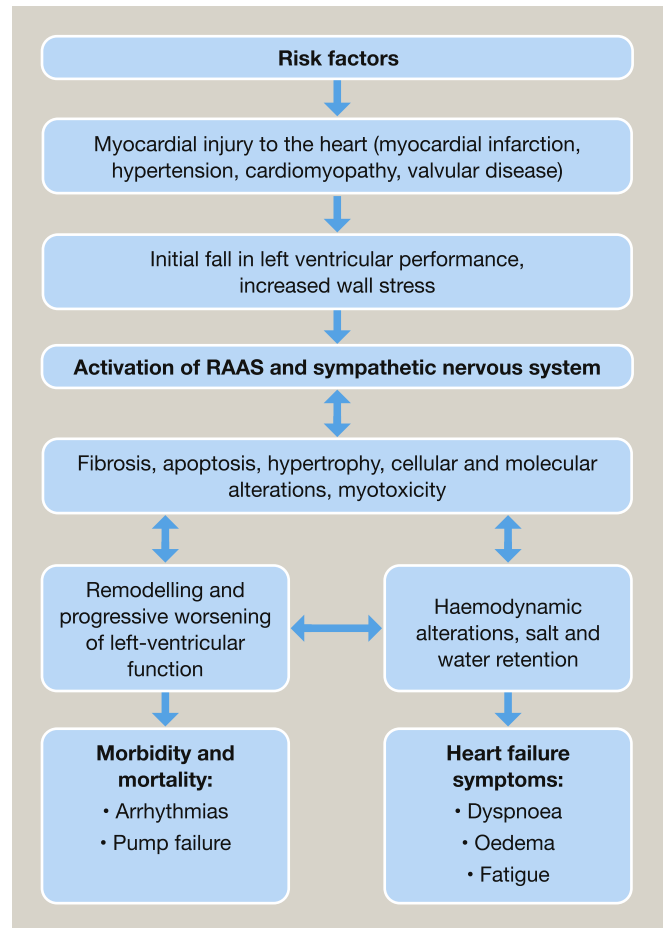 Risk factors
Myocardial injury to the heart (myocardial infarction,
hypertension, cardiomyopathy, valvular disease)
Initial fall in left ventricular performance,
increased wall stress
Activation of RAAS and sympathetic nervous system
Fibrosis, apoptosis, hypertrophy, cellular and molecular
alterations, myotoxicity
Remodelling and
progressive worsening
of left-ventricular
function
Haemodynamic
alterations, salt and
water retention
Morbidity and
mortality:
• Arrhythmias
• Pump failure
Heart failure
symptoms:
• Dyspnoea
• Oedema
• Fatigue